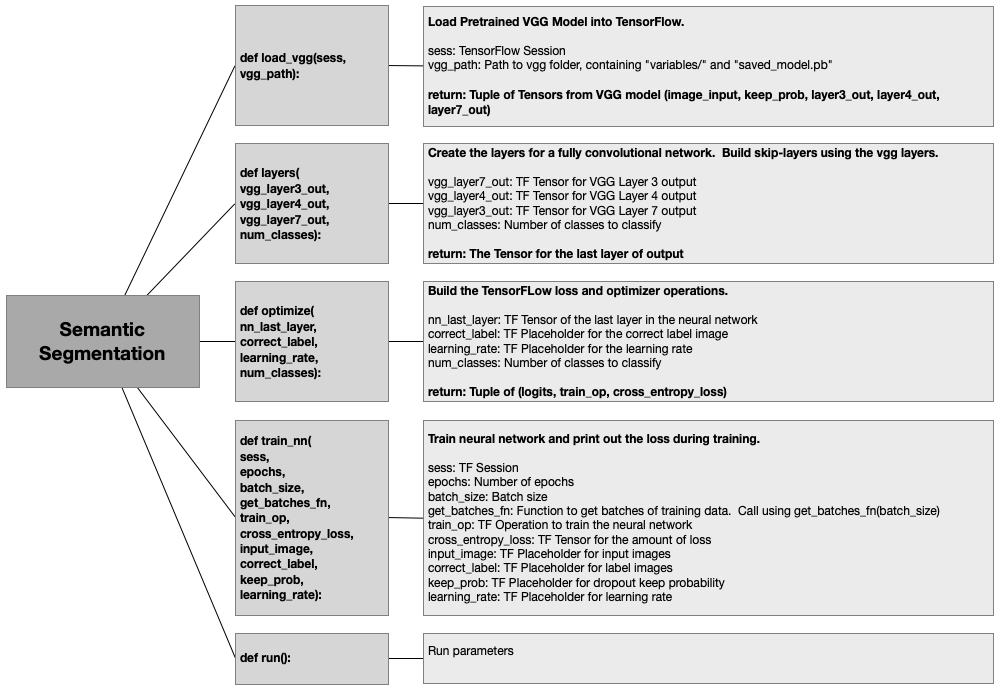 Semantic
Segmentation
def load_vgg(sess,
vgg_path):
Load Pretrained VGG Model into TensorFlow.
sess: TensorFlow Session
vgg_path: Path to vgg folder, containing "variables/" and "saved_model.pb"
return: Tuple of Tensors from VGG model (image_input, keep_prob, layer3_out, layer4_out,
layer7_out)
def layers(
vgg_layer3_out,
vgg_layer4_out,
vgg_layer7_out,
num_classes):
Create the layers for a fully convolutional network.  Build skip-layers using the vgg layers.
vgg_layer7_out: TF Tensor for VGG Layer 3 output
vgg_layer4_out: TF Tensor for VGG Layer 4 output
vgg_layer3_out: TF Tensor for VGG Layer 7 output
num_classes: Number of classes to classify
return: The Tensor for the last layer of output
def optimize(
nn_last_layer,
correct_label,
learning_rate,
num_classes):
Build the TensorFLow loss and optimizer operations.
nn_last_layer: TF Tensor of the last layer in the neural network
correct_label: TF Placeholder for the correct label image
learning_rate: TF Placeholder for the learning rate
num_classes: Number of classes to classify
return: Tuple of (logits, train_op, cross_entropy_loss)
def train_nn(
sess,
epochs,
batch_size,
get_batches_fn,
train_op,
cross_entropy_loss,
input_image,
correct_label,
keep_prob,
learning_rate):
Train neural network and print out the loss during training.
sess: TF Session
epochs: Number of epochs
batch_size: Batch size
get_batches_fn: Function to get batches of training data.  Call using get_batches_fn(batch_size)
train_op: TF Operation to train the neural network
cross_entropy_loss: TF Tensor for the amount of loss
input_image: TF Placeholder for input images
correct_label: TF Placeholder for label images
keep_prob: TF Placeholder for dropout keep probability
learning_rate: TF Placeholder for learning rate
def run():
Run parameters